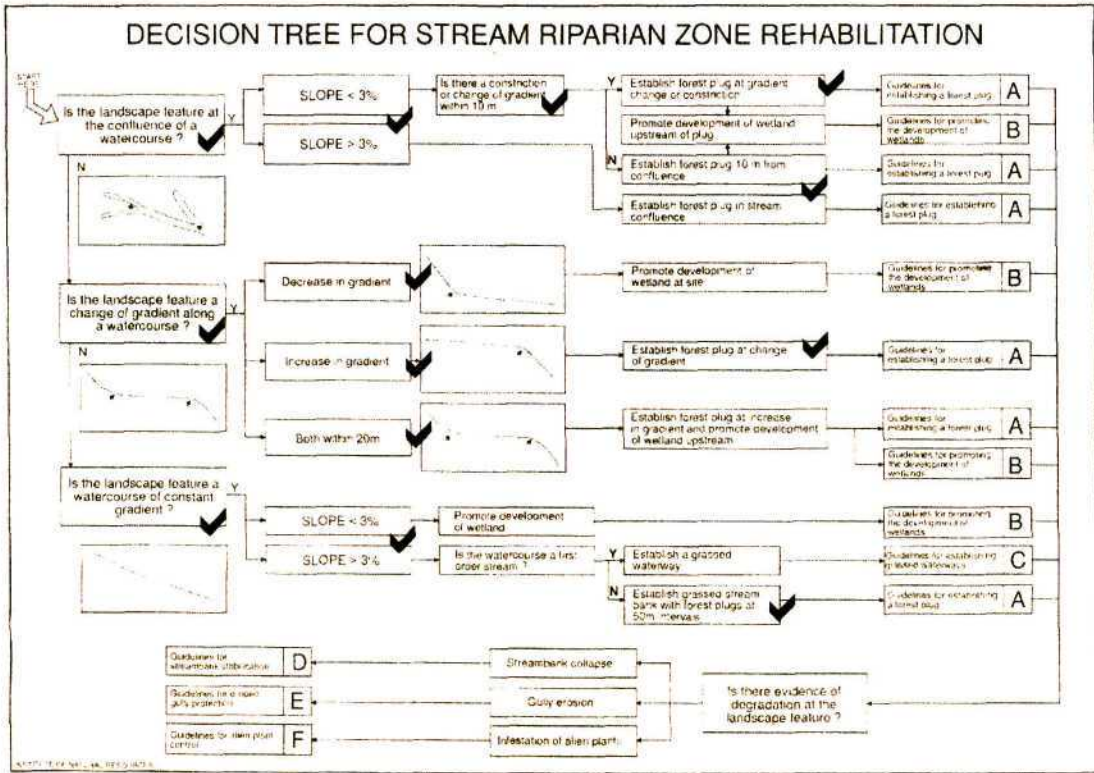 DECISION TREE FOR STREAM RIPARIAN ZONE REHABILITATION
START
HERE
Is the landscape feature at
the confluence of a
watercourse ?
Y
N
SLOPE < 3%
SLOPE > 3%
Is there a constriction
or change of gradient
within 10 m
Y
N
Establish forest plug at gradient
change or constriction
Promote development of wetland
upstream of plug
Establish forest plug 10 m from
confluence
Establish forest plug in stream
confluence
Guidelines for
establishing a forest plug
A
Guidelines for promoting
the development of
wetlands
B
Guidelines for
establishing a forest plug
A
Guidelines for establishing
a forest plug
A
Is the landscape feature a
change of gradient along
a watercourse ?
Y
N
Decrease in gradient
Promote development of
wetland at site
Guidelines for promoting
the development of
wetlands
B
Increase in gradient
Establish forest plug at change
of gradient
Guidelines for
establishing a forest plug
A
Both within 20m
Establish forest plug at increase
in gradient and promote development
of wetland upstream
Guidelines for
establishing a forest plug
A
Guidelines for promoting
the development of
wetlands
B
Is the landscape feature a
watercourse of constant
gradient ?
Y
SLOPE < 3%
Promote development
of wetland
Guidelines for promoting
the development of
wetlands
B
SLOPE > 3%
Is the watercourse a first
order stream ?
Y
N
Establish a grassed
waterway
Guidelines for establishing
grassed waterways
C
Establish grassed stream
bank with forest plugs at
50m intervals
Guidelines for establishing
a forest plug
A
Guidelines for
streambank stabilisation
D
Streambank collapse
Guidelines for
gully protection
E
Gully erosion
Guidelines for alien plant
control
F
Infestation of alien plants
Is there evidence of
degradation at the
landscape feature ?
INSTITUTE OF NATURAL RESOURCES